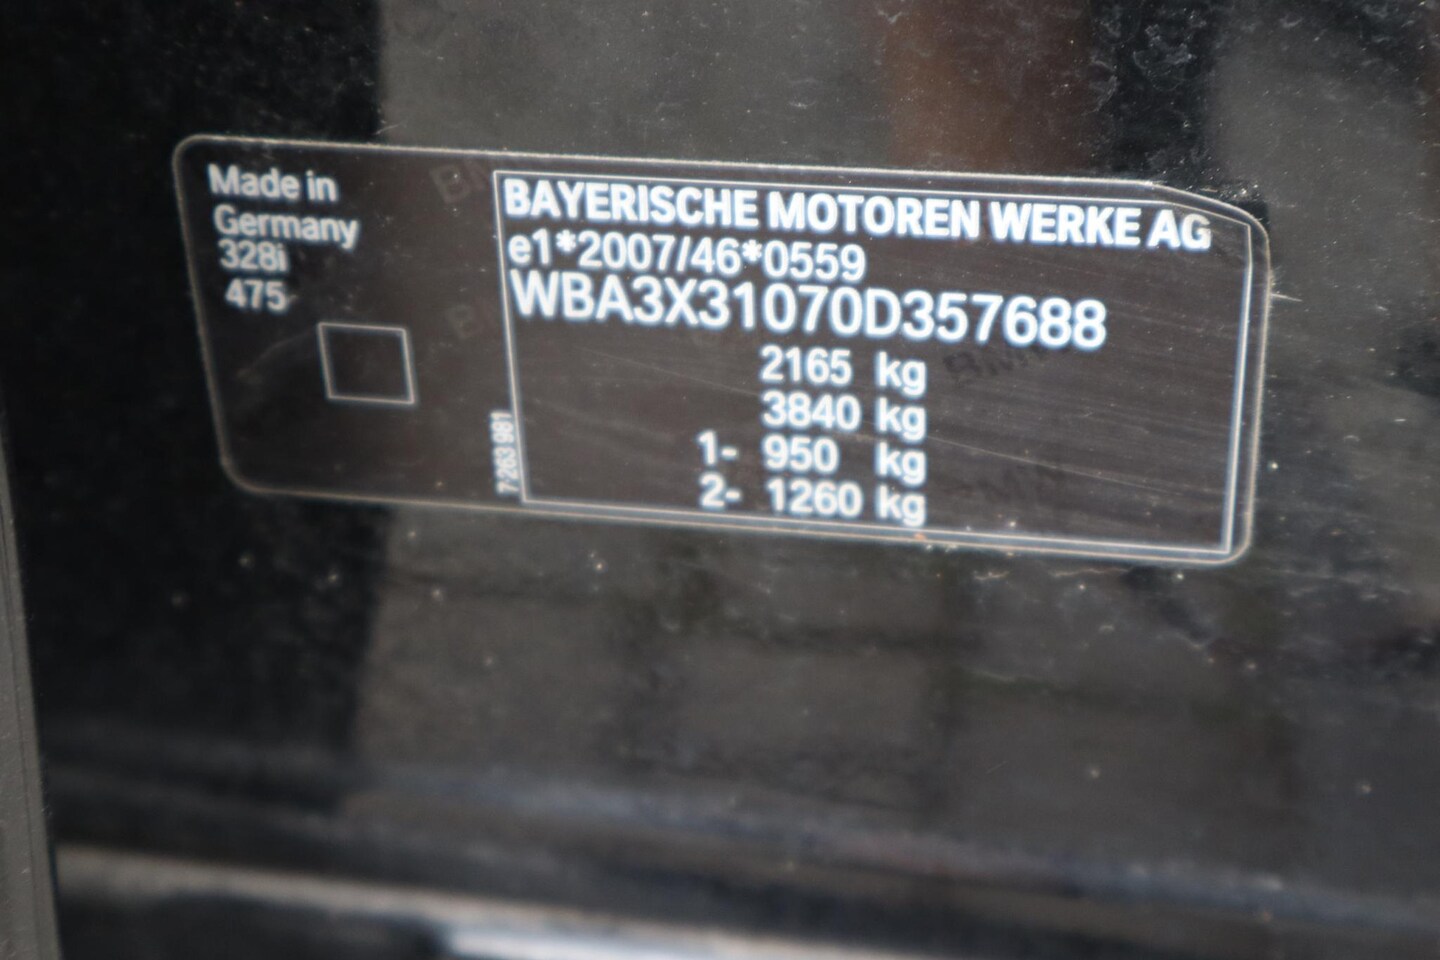 Made in
Germany
328i
475
7 263 981
BAYERISCHE MOTOREN WERKE AG
e1*2007/46*0559
WBA3X31070D357688
2165 kg
3840 kg
1- 950 kg
2- 1260 kg